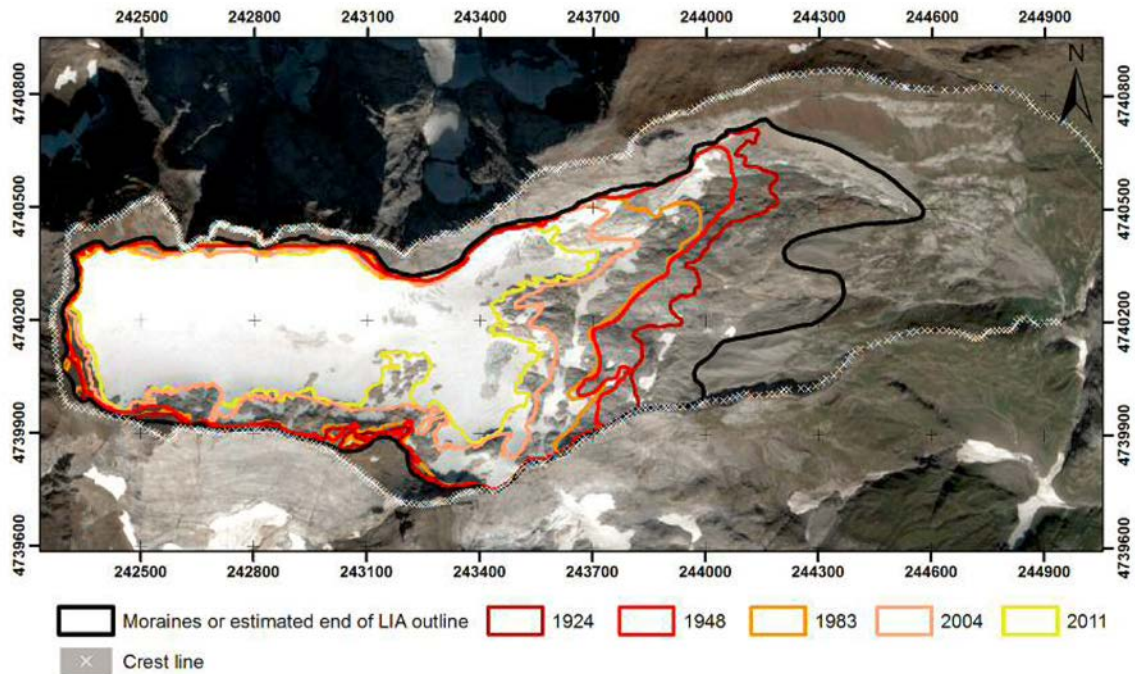 242500 242800 243100 243400 243700 244000 244300 244600 244900
N
4740800 4740800
4740500 4740500
4740200 4740200
4739900 4739900
4739600 4739600
242500 242800 243100 243400 243700 244000 244300 244600 244900
Moraines or estimated end of LIA outline 1924 1948 1983 2004 2011
Crest line